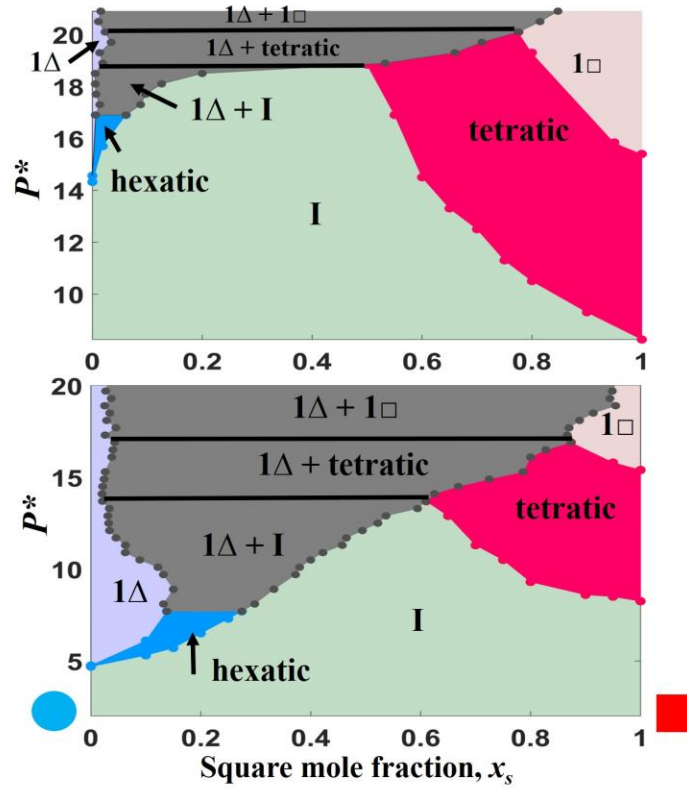 1Δ + 1□
20
1Δ + tetratic
1Δ
1□
18
1Δ + I
tetratic
16
hexatic
P*
14
I
12
10
0 0.2 0.4 0.6 0.8 1
20
1Δ + 1□
1□
1Δ + tetratic
15
P*
tetratic
1Δ + I
10
1Δ
I
5
hexatic
0 0.2 0.4 0.6 0.8 1
Square mole fraction, xₛ